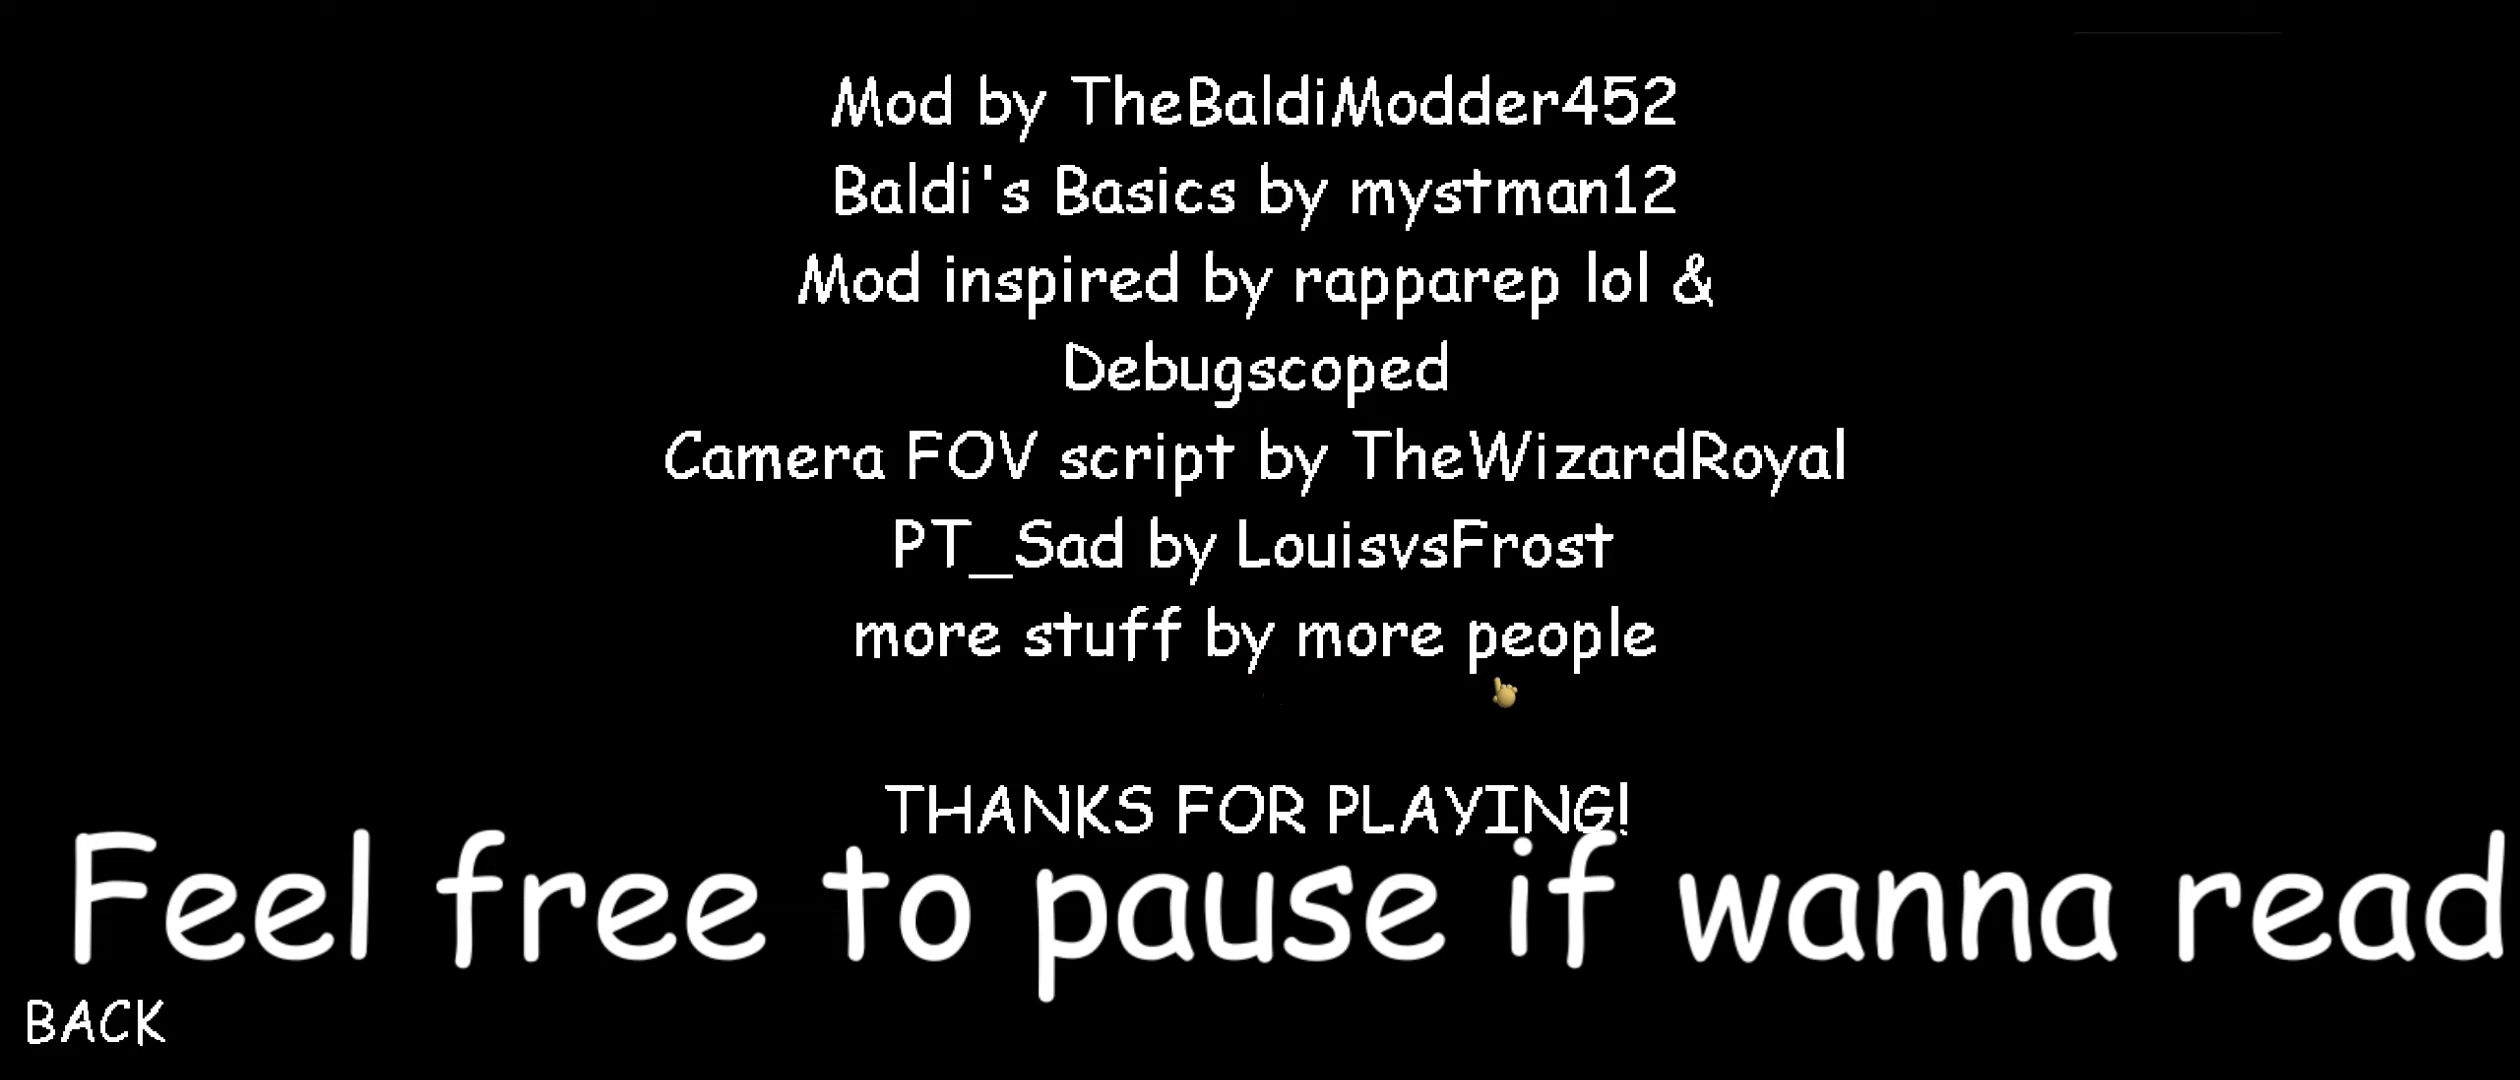 Mod by TheBaldiModder452
Baldi's Basics by mystman12
Mod inspired by rapparep lol &
Debugscoped
Camera FOV script by TheWizardRoyal
PT_Sad by LouisvsFrost
more stuff by more people
THANKS FOR PLAYING!
Feel free to pause if wanna read
BACK